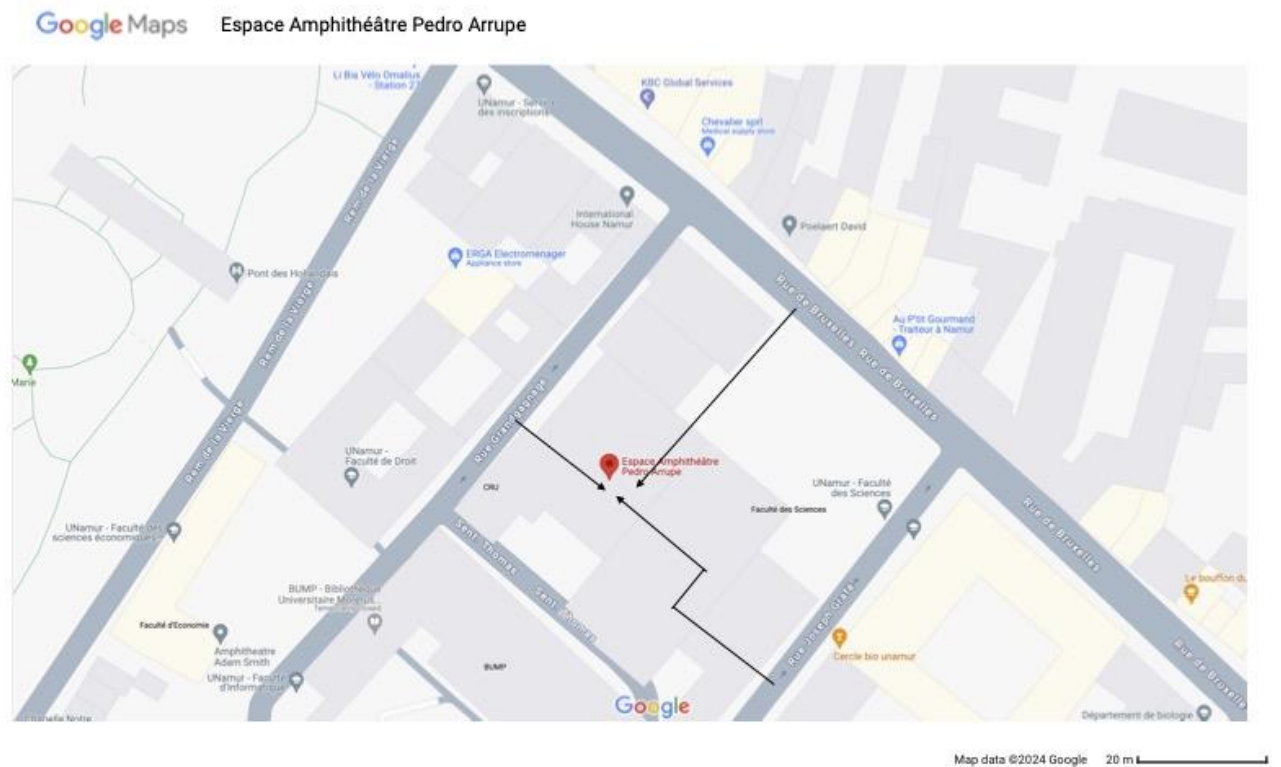 Google Maps
Espace Amphithéâtre Pedro Arrupe
Li Bia Vélo Omalius
- Station 27
UNamur - Service
des inscriptions
KBC Global Services
Chevalier sprl
Medical supply store
Rem de la Vierge
International
House Namur
Poelaert David
ERGA Electromenager
Appliance store
Pont des Hollandais
Rue de Bruxelles
Rue de Bruxelles
Au P'tit Gourmand
- Traiteur à Namur
Rem de la Vierge
Marie
Rue Grandgagnage
Rem de la Vierge
UNamur -
Faculté de Droit
Espace Amphithéâtre
Pedro Arrupe
CRU
UNamur - Faculté
des Sciences
Faculté des Sciences
Rue de Bruxelles
UNamur - Faculté des
sciences économiques
Sent. Thomas
Sent. Thomas
BUMP - Bibliothèque
Universitaire Moretus
Le bouffon du
Rue Joseph Grafé
Faculté d'Economie
Amphitheatre
Adam Smith
Cercle bio unamur
Rue de Bruxelles
UNamur - Faculté
d'Informatique
BUMP
Google
Département de biologie
Chapelle Notre
Map data ©2024 Google
20 m